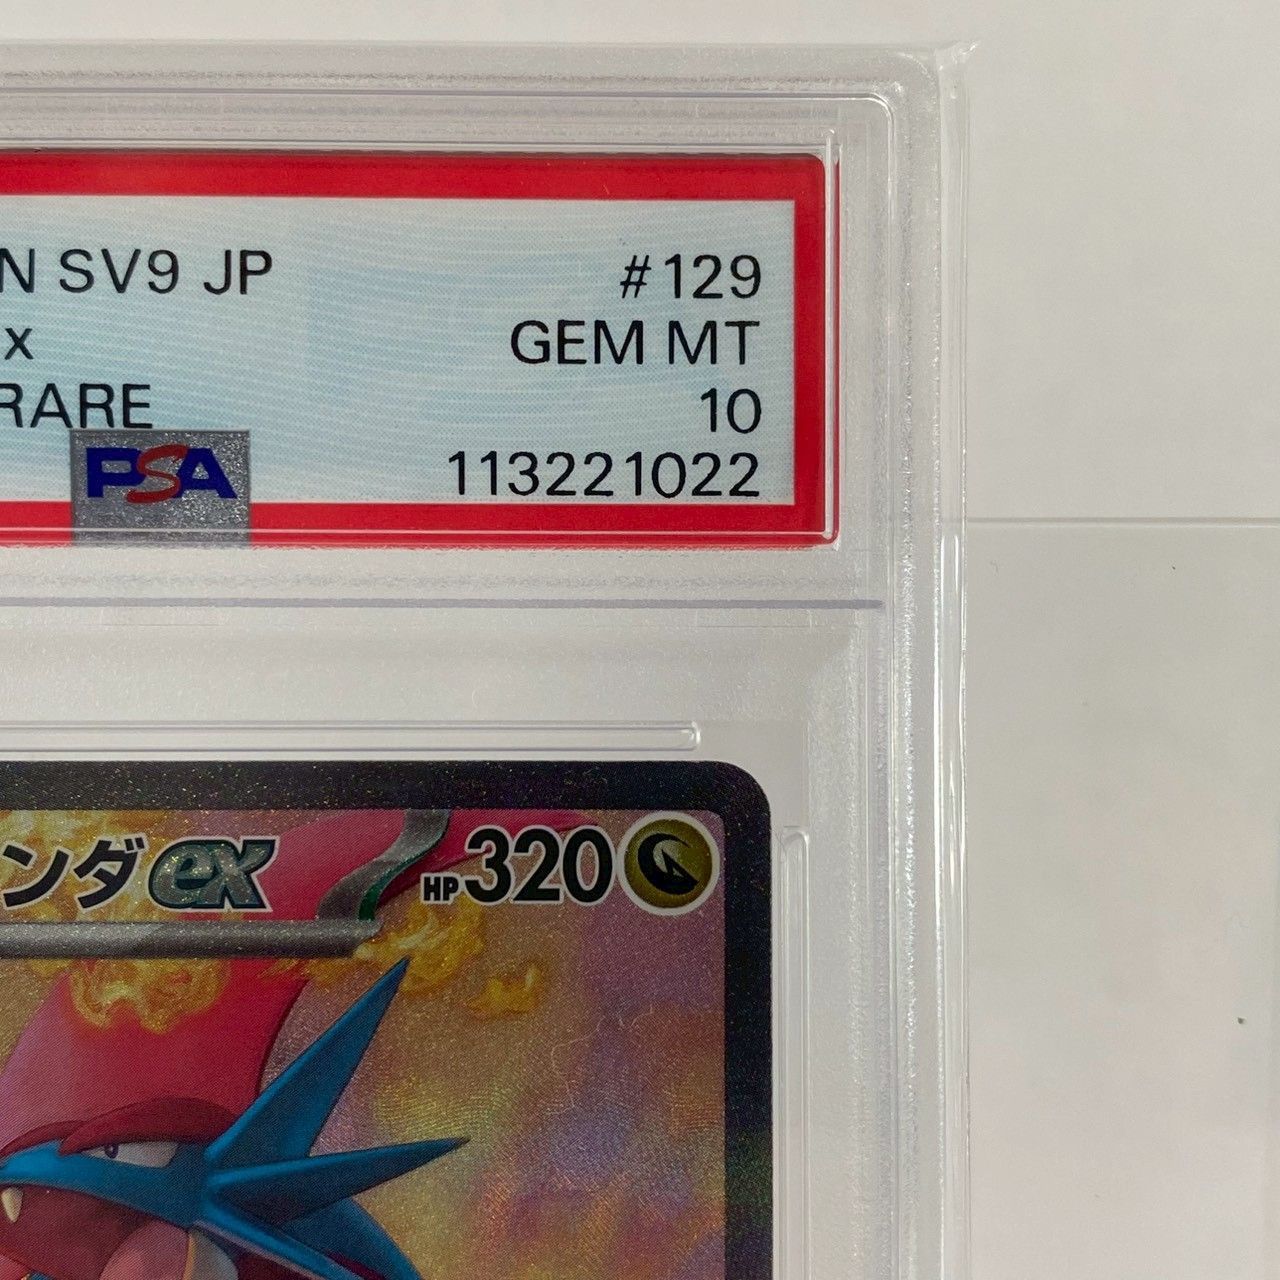 N SV9 JP #129
x GEM MT
RARE 10
PSA 113221022
ンダex HP320